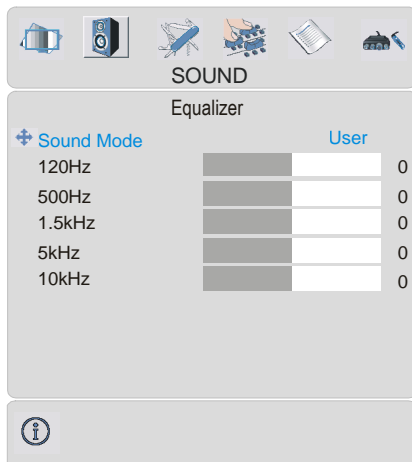 SOUND
Equalizer
Sound Mode User
120Hz 0
500Hz 0
1.5kHz 0
5kHz 0
10kHz 0
i